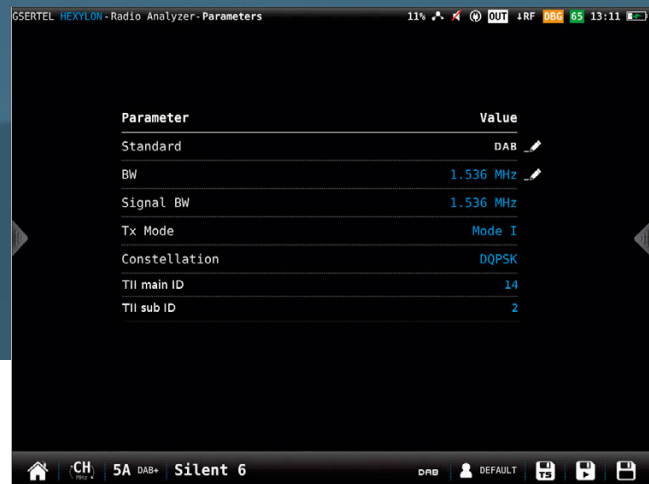 GSERTEL HEXYLON-Radio Analyzer-Parameters 11% OUT ↓RF DBG 65 13:11
Parameter Value
Standard DAB
BW 1.536 MHz
Signal BW 1.536 MHz
Tx Mode Mode I
Constellation DQPSK
TII main ID 14
TII sub ID 2
CH MHz 5A DAB+ Silent 6 DAB DEFAULT TS